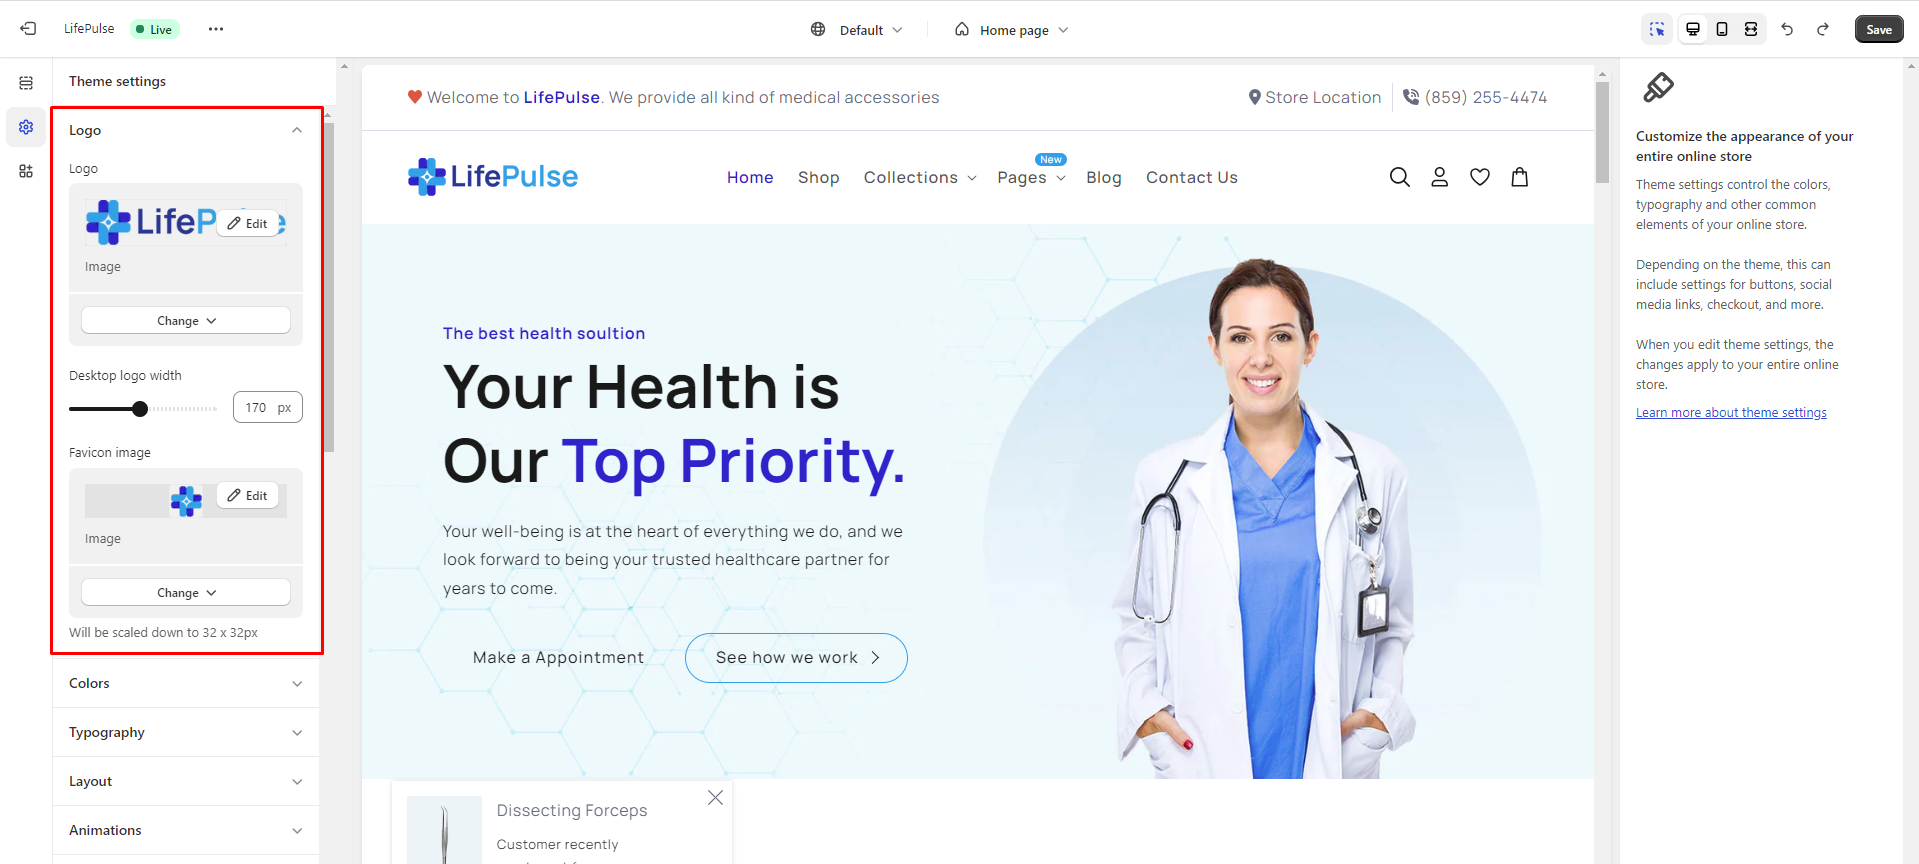 LifePulse
Live
Default
Home page
Save
Theme settings
Logo
Logo
LifeP
Edit
Image
Change
Desktop logo width
170 px
Favicon image
Edit
Image
Change
Will be scaled down to 32 x 32px
Colors
Typography
Layout
Animations
Welcome to LifePulse. We provide all kind of medical accessories
Store Location
(859) 255-4474
LifePulse
New
Home Shop Collections Pages Blog Contact Us
The best health soultion
Your Health is
Our Top Priority.
Your well-being is at the heart of everything we do, and we
look forward to being your trusted healthcare partner for
years to come.
Make a Appointment
See how we work
Dissecting Forceps
Customer recently
Customize the appearance of your
entire online store
Theme settings control the colors,
typography and other common
elements of your online store.
Depending on the theme, this can
include settings for buttons, social
media links, checkout, and more.
When you edit theme settings, the
changes apply to your entire online
store.
Learn more about theme settings